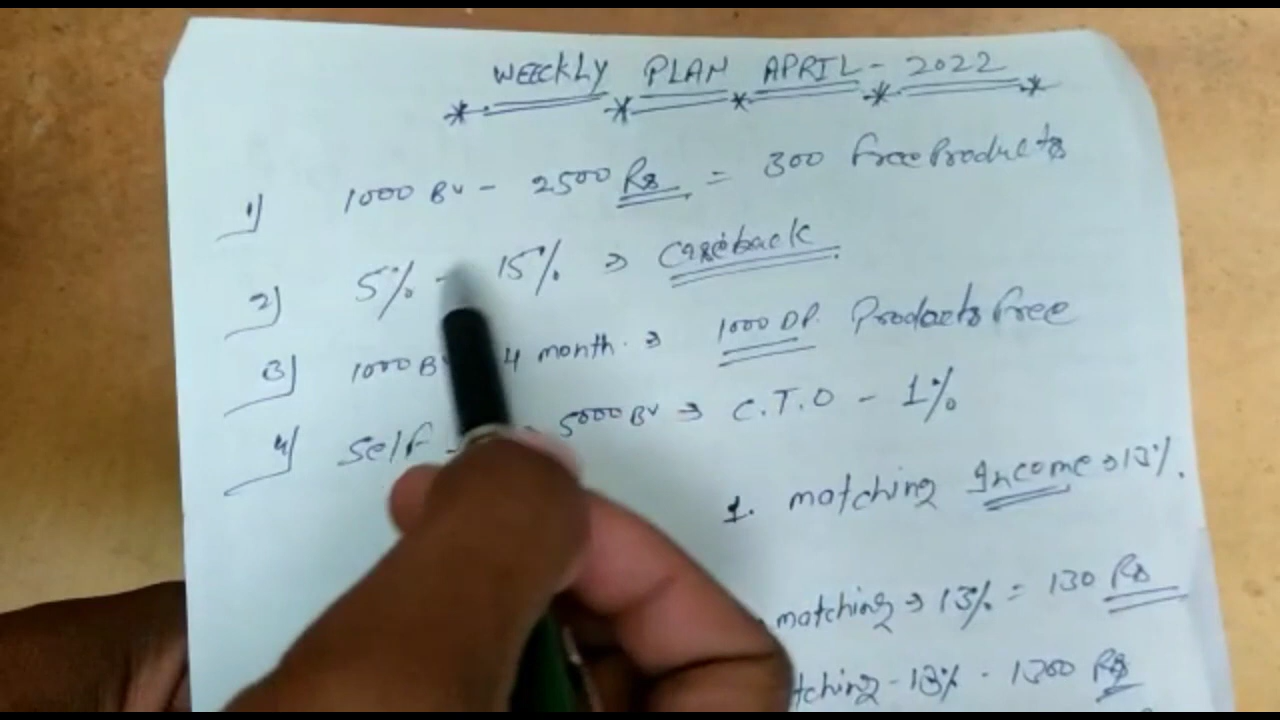 WEECKLY PLAN APRIL - 2022
1) 1000 BV - 2500 Rs = 300 Free Products
2) 5% - 15% → Caseback
3) 1000 B 4 month. → 1000 DP. Products Free
4) Self - 5000 BV → C.T.O - 1%
1. matching Income → 13%.
matching → 13% = 130 Rs
tching - 13% - 1300 Rs